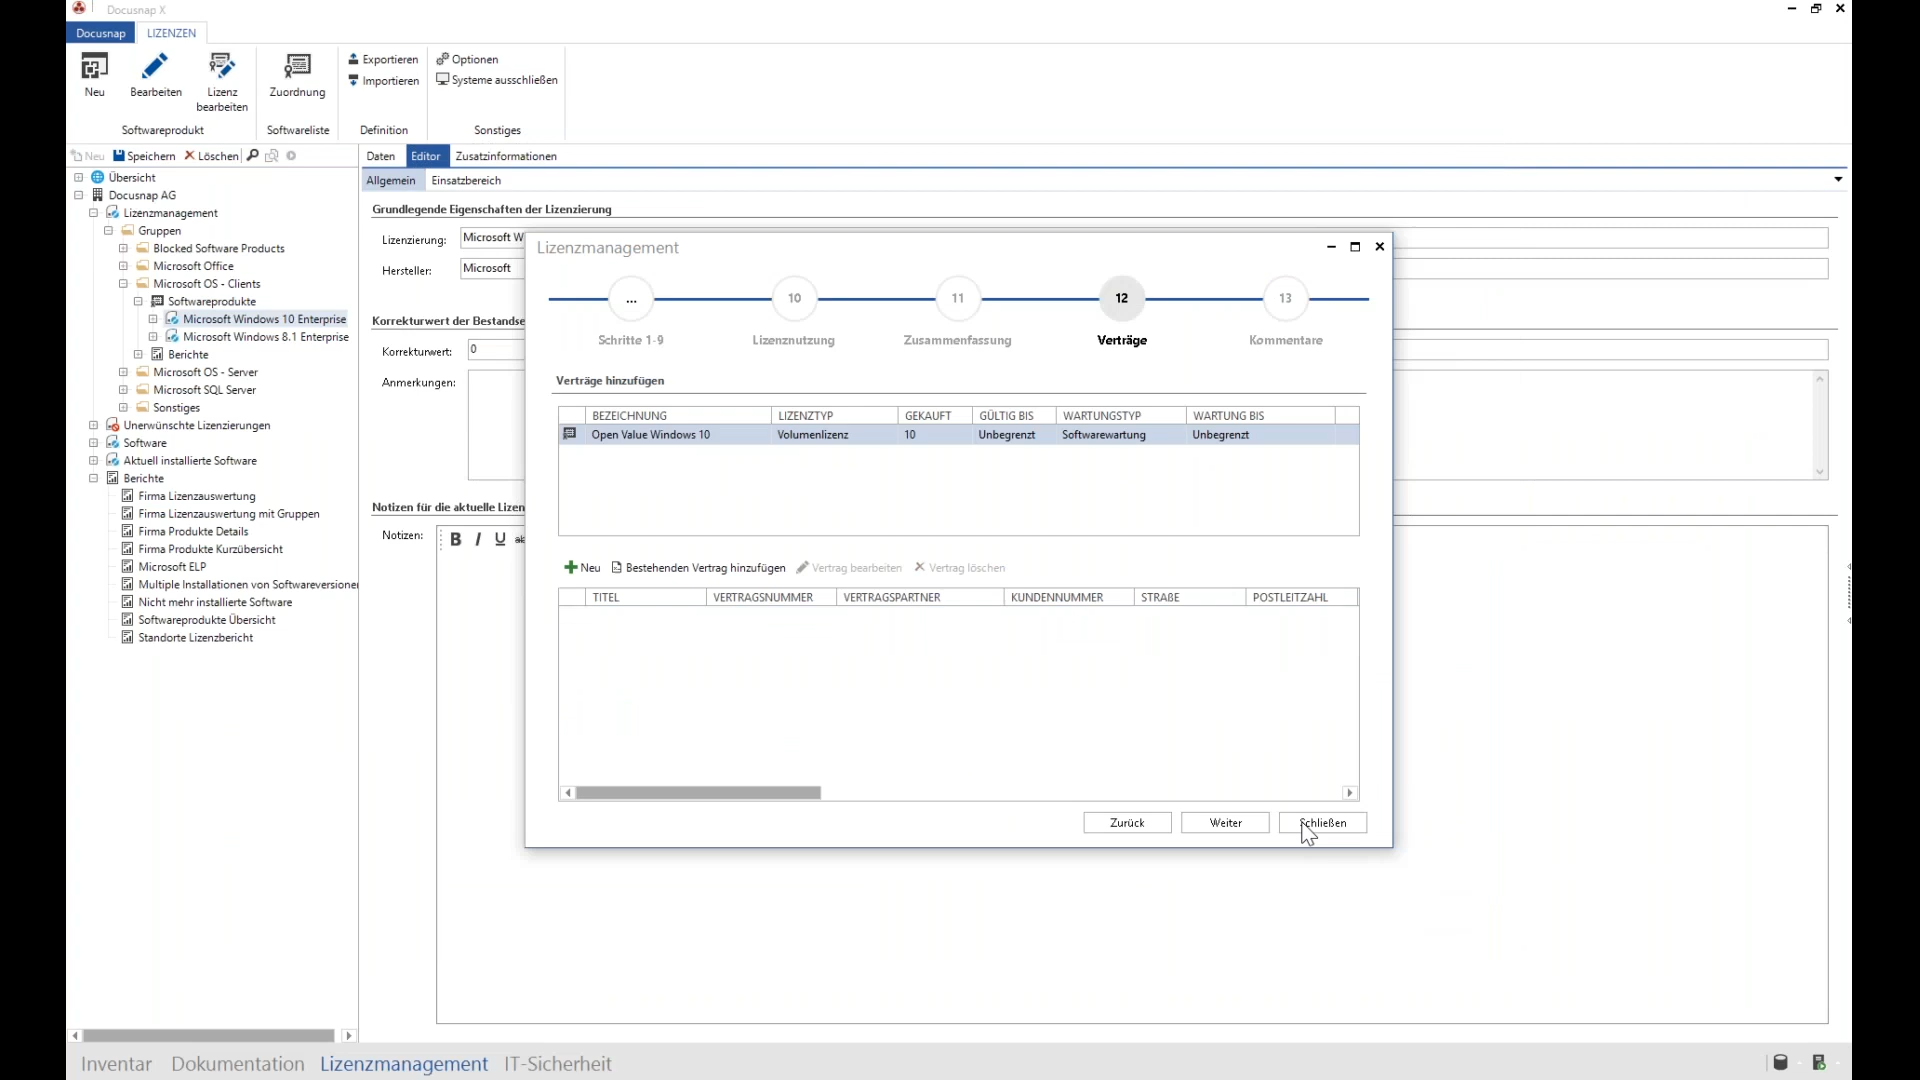 Docusnap X
Docusnap LIZENZEN
Neu
Bearbeiten
Lizenz bearbeiten
Softwareprodukt
Zuordnung
Softwareliste
Exportieren
Importieren
Definition
Optionen
Systeme ausschließen
Sonstiges
Neu Speichern Löschen
Übersicht
Docusnap AG
Lizenzmanagement
Gruppen
Blocked Software Products
Microsoft Office
Microsoft OS - Clients
Softwareprodukte
Microsoft Windows 10 Enterprise
Microsoft Windows 8.1 Enterprise
Berichte
Microsoft OS - Server
Microsoft SQL Server
Sonstiges
Unerwünschte Lizenzierungen
Software
Aktuell installierte Software
Berichte
Firma Lizenzauswertung
Firma Lizenzauswertung mit Gruppen
Firma Produkte Details
Firma Produkte Kurzübersicht
Microsoft ELP
Multiple Installationen von Softwareversionen
Nicht mehr installierte Software
Softwareprodukte Übersicht
Standorte Lizenzbericht
Daten Editor Zusatzinformationen
Allgemein Einsatzbereich
Grundlegende Eigenschaften der Lizenzierung
Lizenzierung: Microsoft W
Hersteller: Microsoft
Korrekturwert der Bestandse
Korrekturwert: 0
Anmerkungen:
Notizen für die aktuelle Lizen
Notizen: B I U ab
Lizenzmanagement
... 10 11 12 13
Schritte 1-9 Lizenznutzung Zusammenfassung Verträge Kommentare
Verträge hinzufügen
BEZEICHNUNG LIZENZTYP GEKAUFT GÜLTIG BIS WARTUNGSTYP WARTUNG BIS
Open Value Windows 10 Volumenlizenz 10 Unbegrenzt Softwarewartung Unbegrenzt
Neu Bestehenden Vertrag hinzufügen Vertrag bearbeiten Vertrag löschen
TITEL VERTRAGSNUMMER VERTRAGSPARTNER KUNDENNUMMER STRAßE POSTLEITZAHL
Zurück Weiter Schließen
Inventar Dokumentation Lizenzmanagement IT-Sicherheit